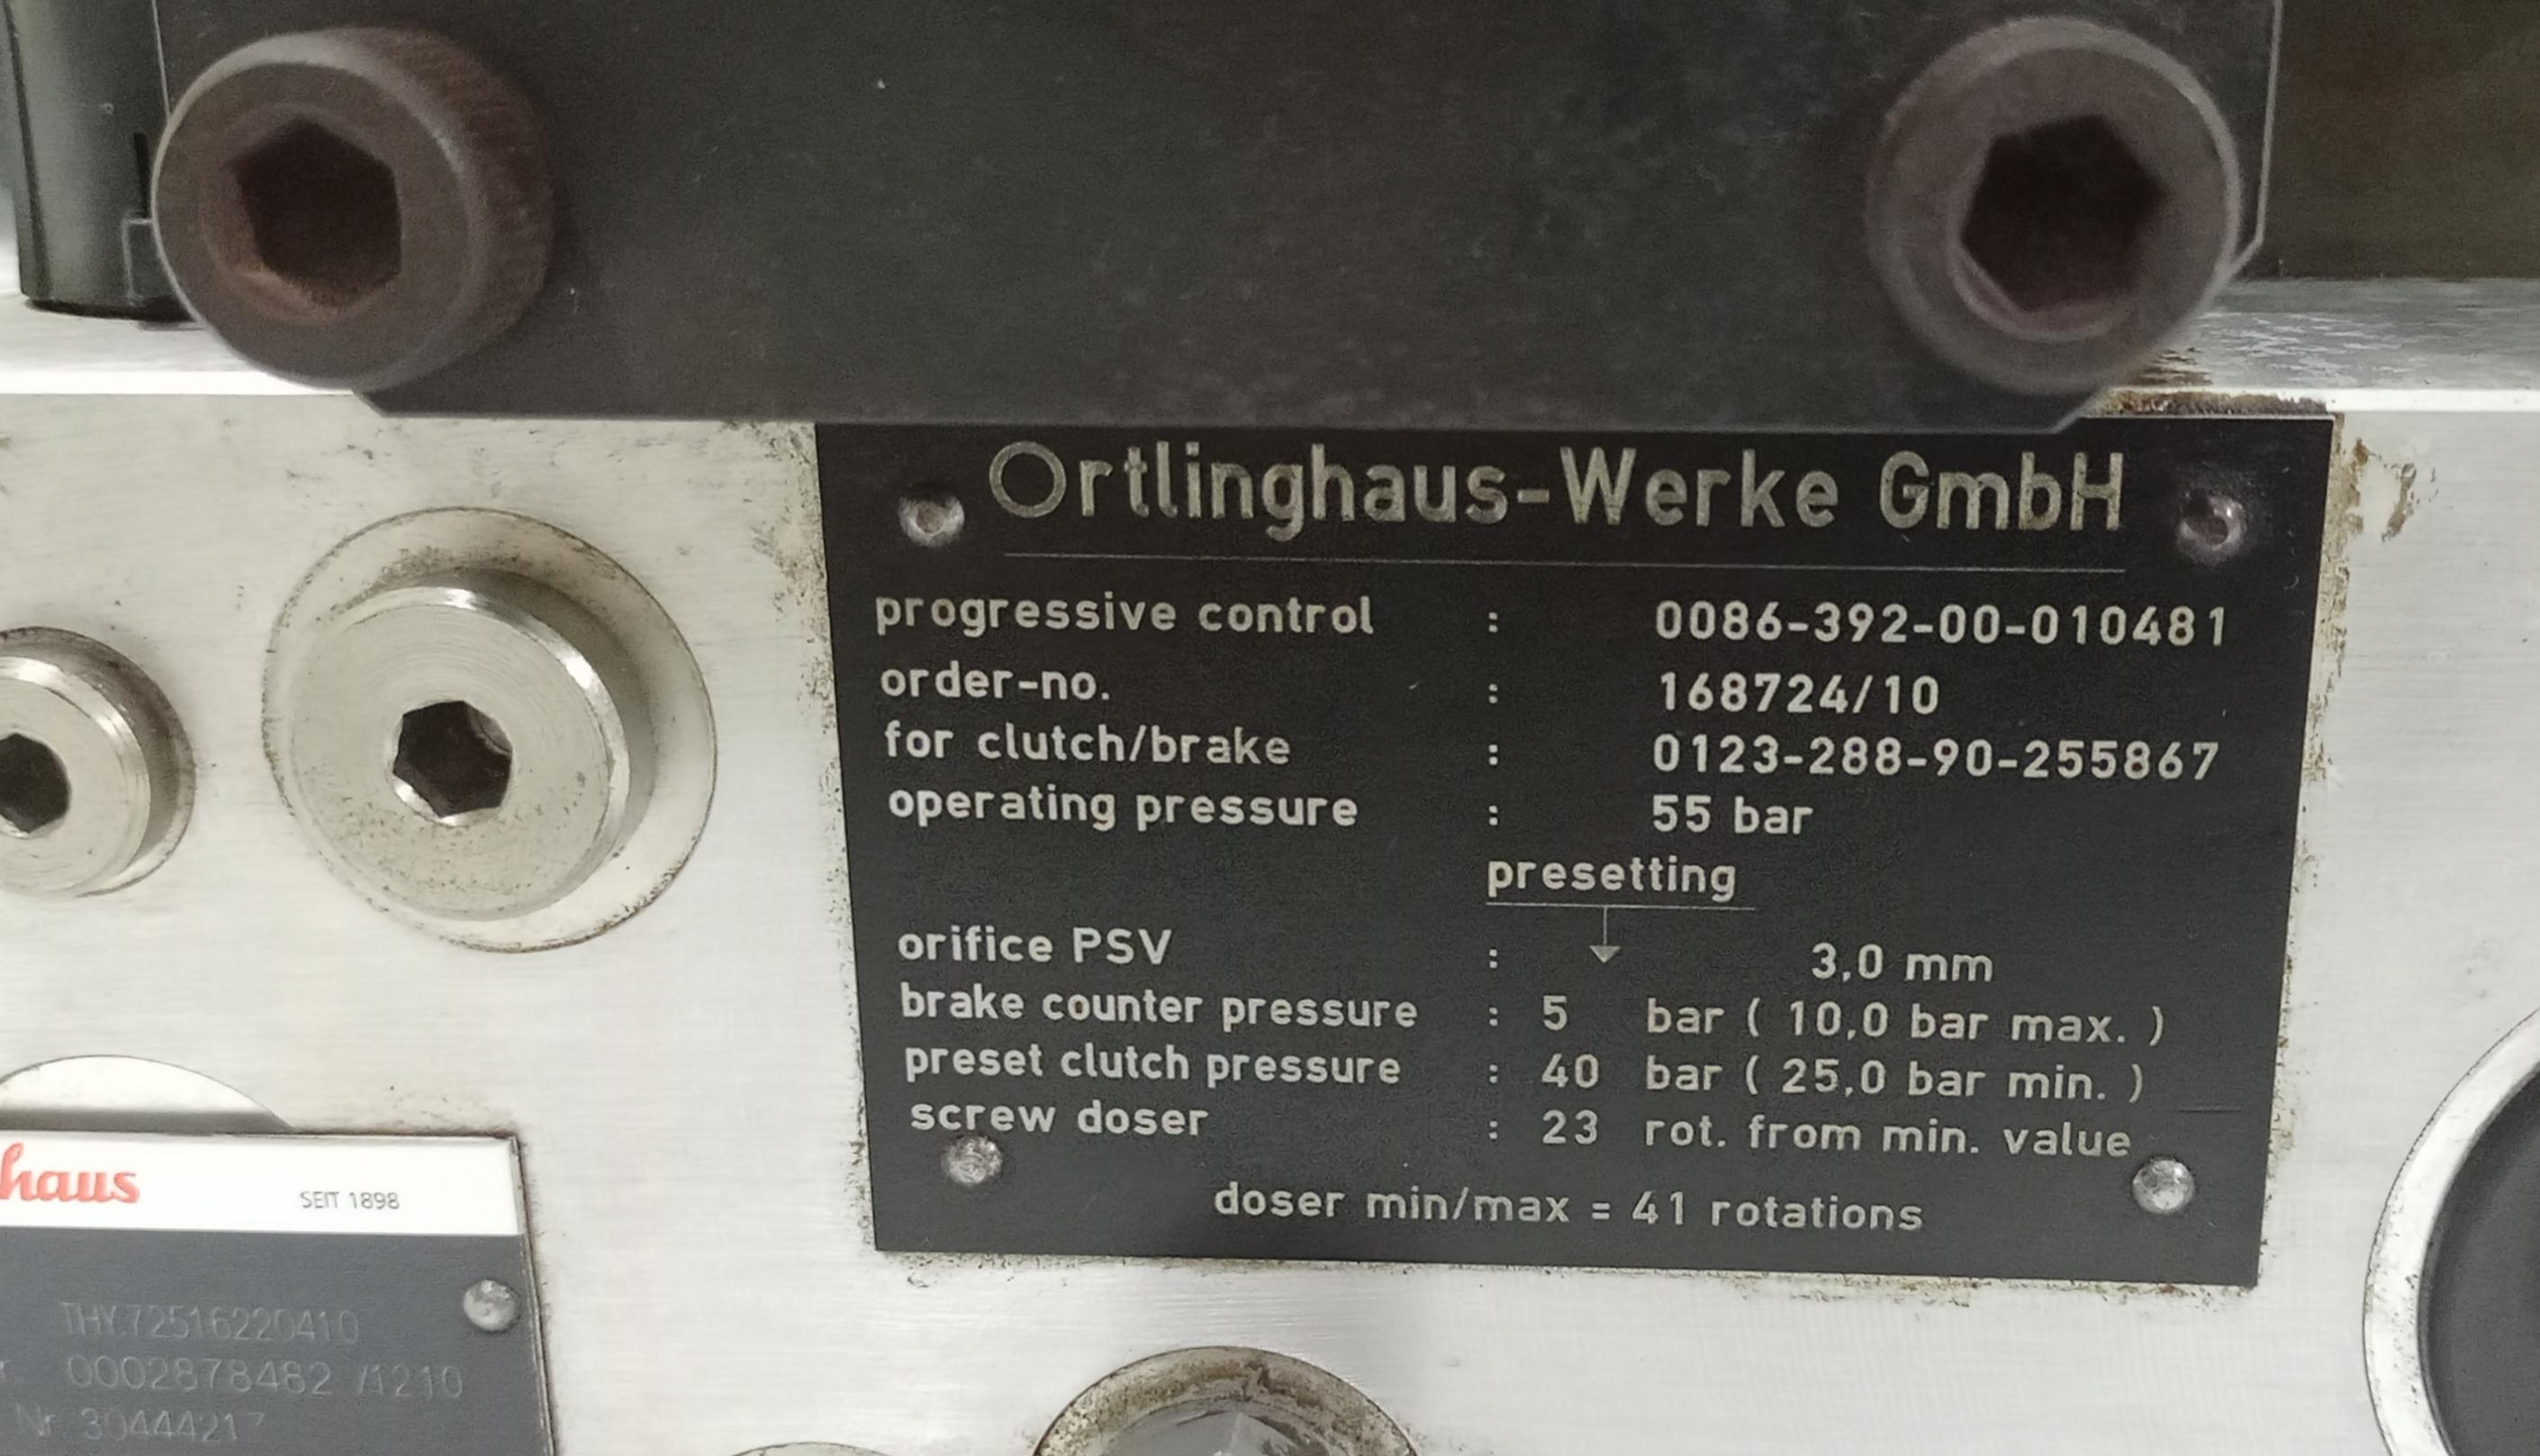 Ortlinghaus-Werke GmbH
progressive control : 0086-392-00-010481
order-no. : 168724/10
for clutch/brake : 0123-288-90-255867
operating pressure : 55 bar
presetting
orifice PSV : 3,0 mm
brake counter pressure : 5 bar ( 10,0 bar max. )
preset clutch pressure : 40 bar ( 25,0 bar min. )
screw doser : 23 rot. from min. value
doser min/max = 41 rotations
haus SEIT 1898
THY.72516220410
0002878462 /1210
Nr 30444217